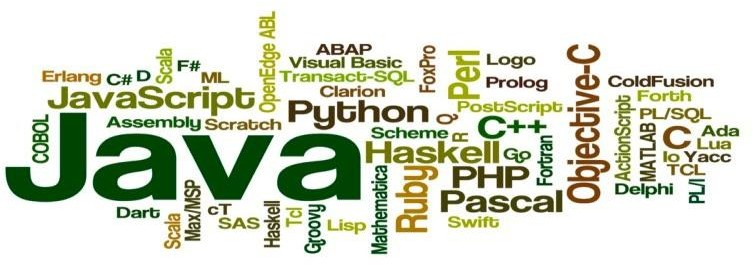 Erlang
C#
D
Scala
F#
ML
OpenEdge ABL
ABAP
Visual Basic
Transact-SQL
Clarion
FoxPro
Perl
Logo
Prolog
PostScript
Objective-C
ColdFusion
Forth
ActionScript
PL/SQL
MATLAB
C
Ada
Lua
Io
Yacc
TCL
PL/I
Delphi
JavaScript
COBOL
Assembly
Scratch
Python
Java
Scheme
R
Q
C++
Haskell
Go
Fortran
PHP
Pascal
Ruby
Swift
Dart
Scala
Max/MSP
cT
SAS
Haskell
Tcl
Groovy
Lisp
Mathematica